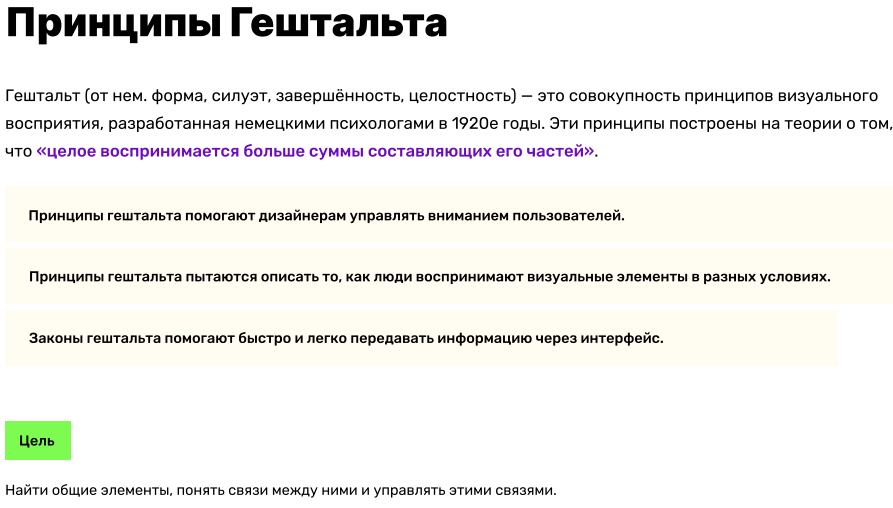 Принципы Гештальта
Гештальт (от нем. форма, силуэт, завершённость, целостность) — это совокупность принципов визуального
восприятия, разработанная немецкими психологами в 1920е годы. Эти принципы построены на теории о том,
что «целое воспринимается больше суммы составляющих его частей».
Принципы гештальта помогают дизайнерам управлять вниманием пользователей.
Принципы гештальта пытаются описать то, как люди воспринимают визуальные элементы в разных условиях.
Законы гештальта помогают быстро и легко передавать информацию через интерфейс.
Цель
Найти общие элементы, понять связи между ними и управлять этими связями.